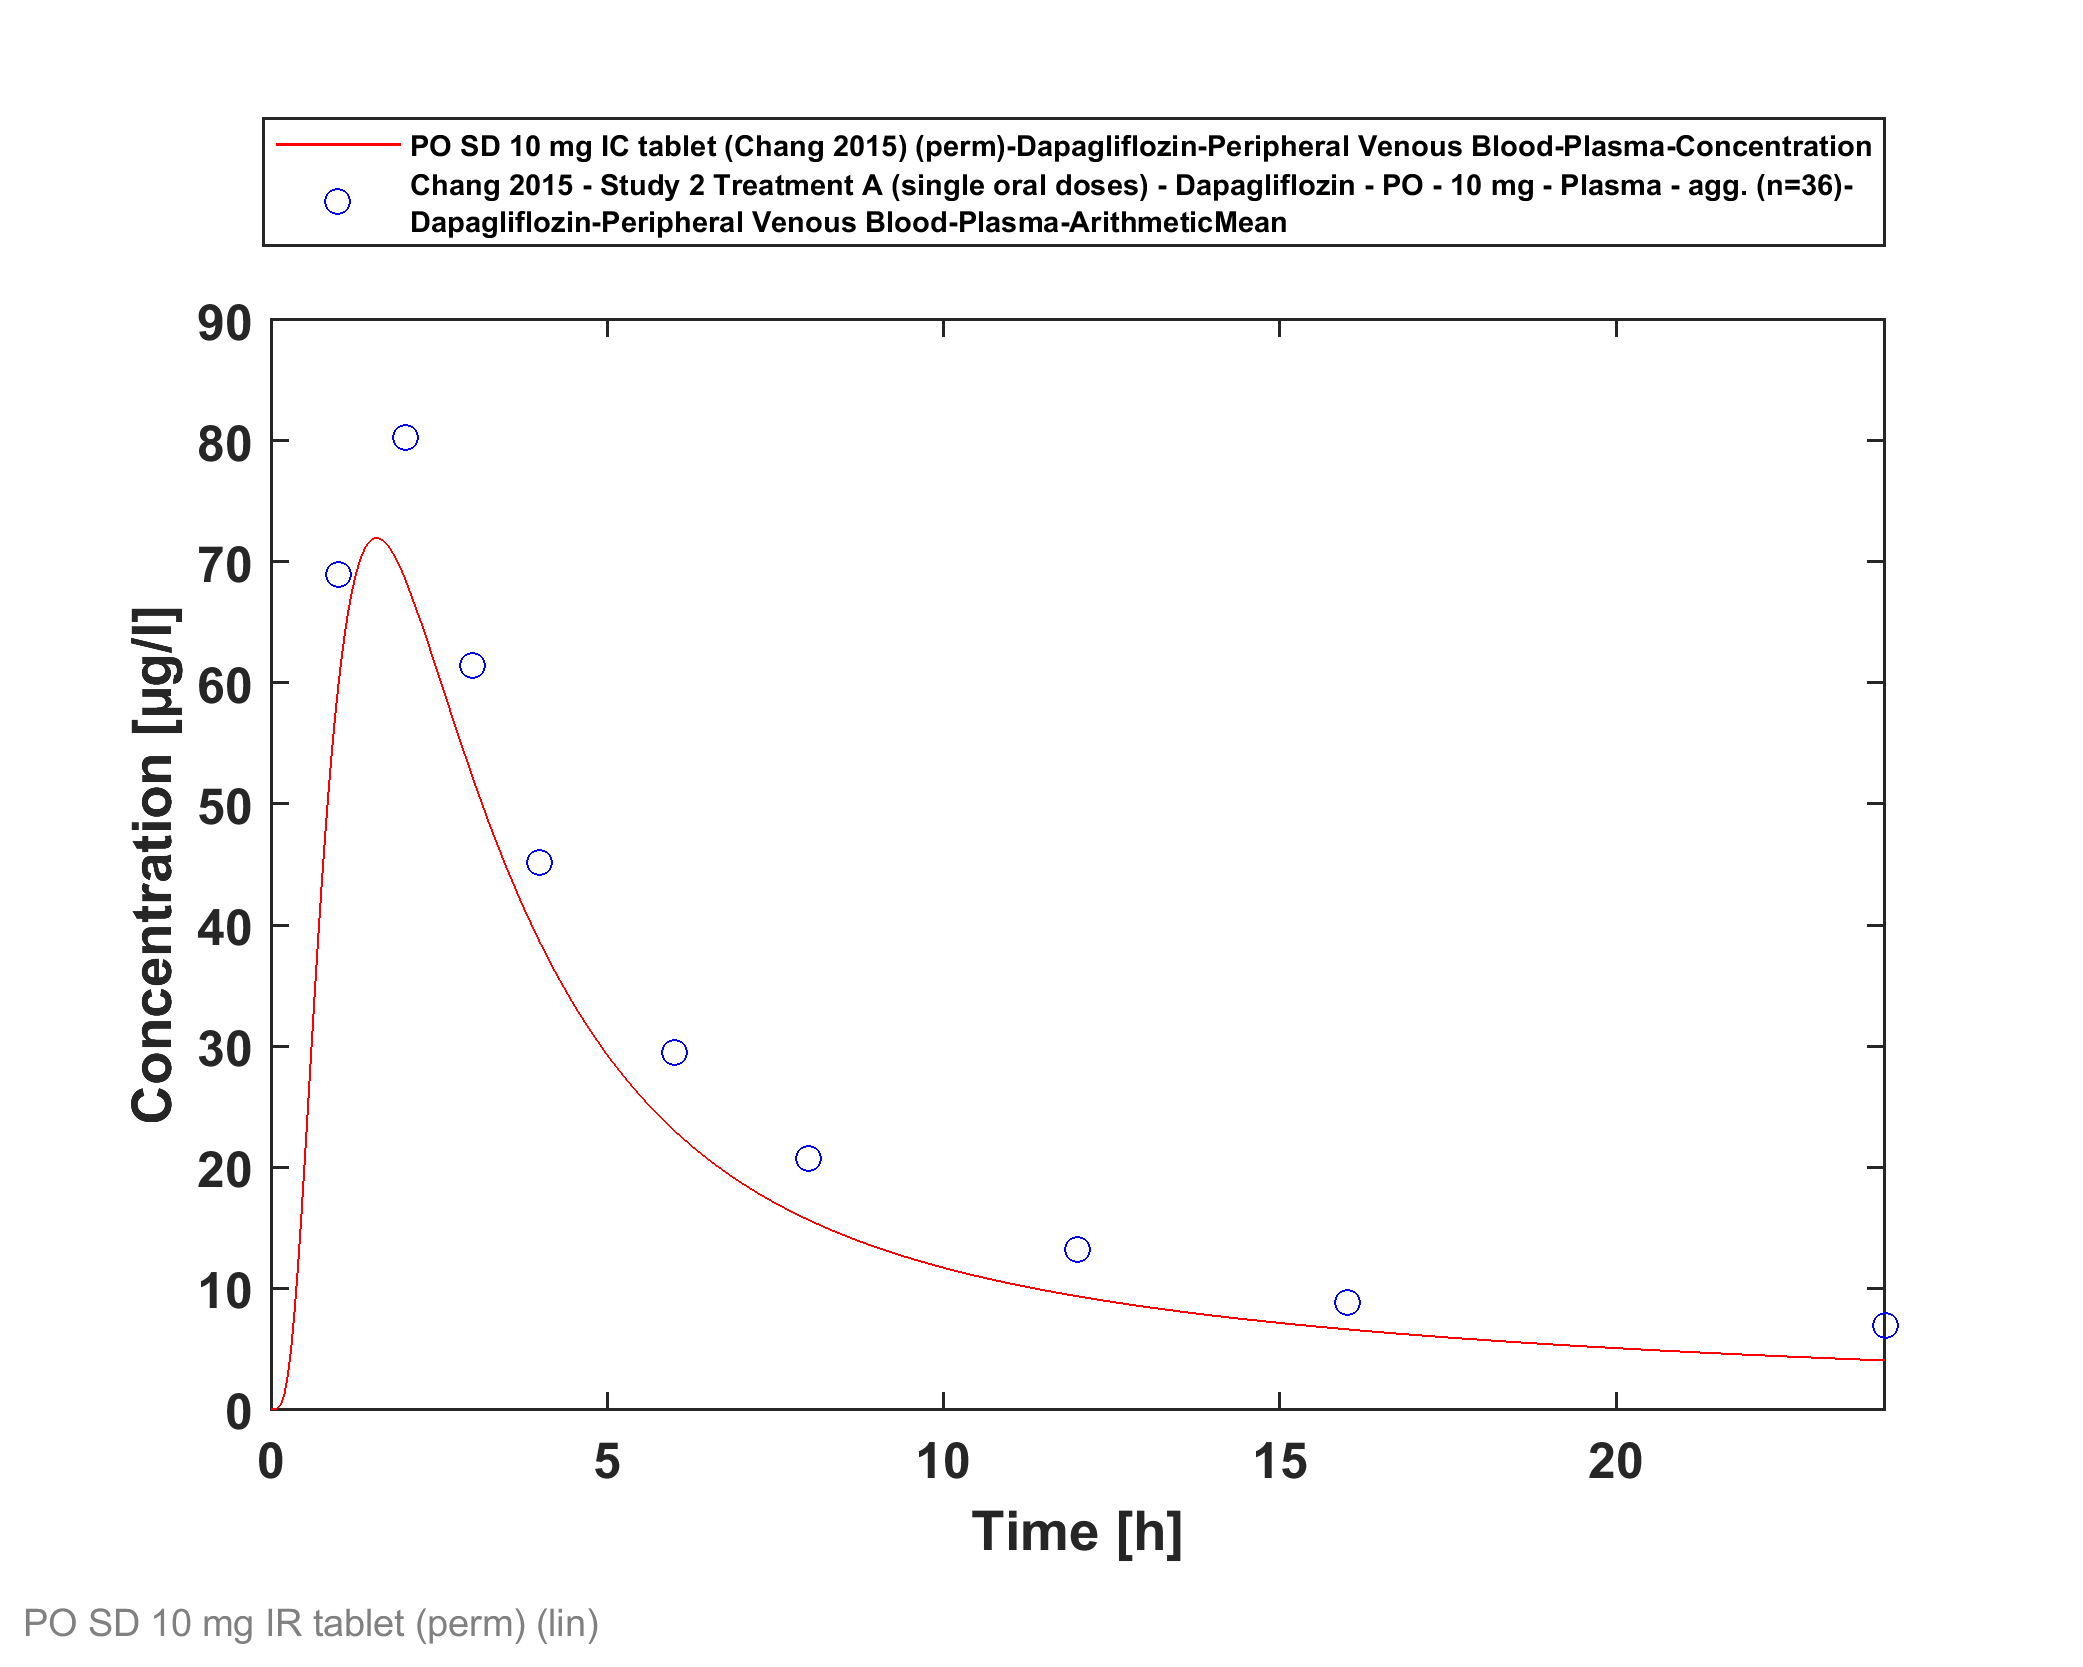 PO SD 10 mg IC tablet (Chang 2015) (perm)-Dapagliflozin-Peripheral Venous Blood-Plasma-Concentration
Chang 2015 - Study 2 Treatment A (single oral doses) - Dapagliflozin - PO - 10 mg - Plasma - agg. (n=36)-
Dapagliflozin-Peripheral Venous Blood-Plasma-ArithmeticMean
90
80
70
60
50
40
30
20
10
0
Concentration [µg/l]
0 5 10 15 20
Time [h]
PO SD 10 mg IR tablet (perm) (lin)